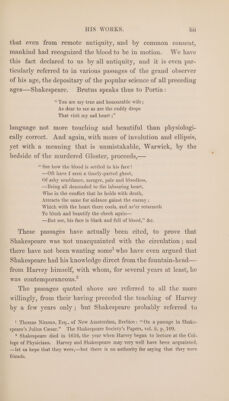 HIS WORKS.
liii
that even from remote antiquity, and by common consent,
mankind had recognized the blood to be in motion. We have
this fact declared to us by all antiquity, and it is even par-
ticularly referred to in various passages of the grand observer
of his age, the depositary of the popular science of all preceding
ages—Shakespeare. Brutus speaks thus to Portia:
"You are my true and honourable wife;
As dear to me as are the ruddy drops
That visit my sad heart:"
language not more touching and beautiful than physiologi-
cally correct. And again, with more of involution and ellipsis,
yet with a meaning that is unmistakable, Warwick, by the
bedside of the murdered Gloster, proceeds,—
"See how the blood is settled in his face!
—Oft have I seen a timely-parted ghost,
Of ashy semblance, meagre, pale and bloodless,
—Being all descended to the labouring heart,
Who in the conflict that he holds with death,
Attracts the same for aidance gainst the enemy:
Which with the heart there cools, and ne'er returneth
To blush and beautify the cheek again—
—But see, his face is black and full of blood," &c.
These passages have actually been cited, to prove that
Shakespeare was not unacquainted with the circulation; and
there have not been wanting some¹ who have even argued that
Shakespeare had his knowledge direct from the fountain-head—
from Harvey himself, with whom, for several years at least, he
was contemporaneous.²
The passages quoted above are referred to all the more
willingly, from their having preceded the teaching of Harvey
by a few years only; but Shakespeare probably referred to
¹ Thomas Nimmo, Esq., of New Amsterdam, Berbice: "On a passage in Shake-
speare's Julius Cæsar." The Shakespeare Society's Papers, vol. ii, p. 109.
² Shakespeare died in 1616, the year when Harvey began to lecture at the Col-
lege of Physicians. Harvey and Shakespeare may very well have been acquainted,
—let us hope that they were,—but there is no authority for saying that they were
friends.